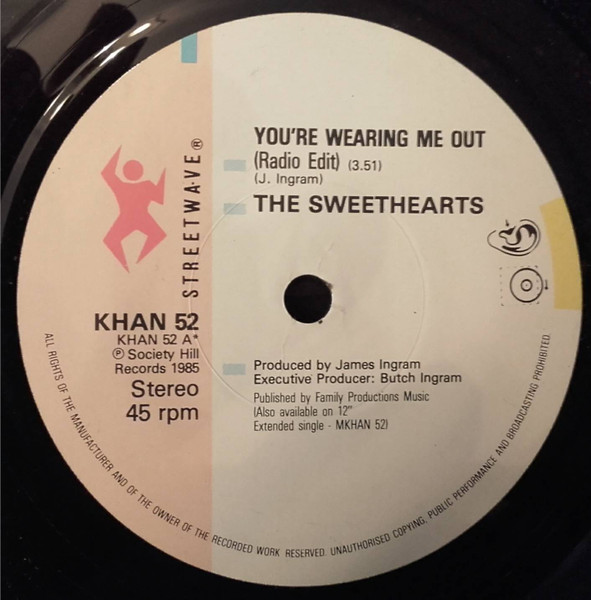 YOU'RE WEARING ME OUT
(Radio Edit) (3.51)
(J. Ingram)
THE SWEETHEARTS
STREETWAVE®
KHAN 52
KHAN 52 A*
℗ Society Hill
Records 1985
Stereo
45 rpm
Produced by James Ingram
Executive Producer: Butch Ingram
Published by Family Productions Music
(Also available on 12"
Extended single - MKHAN 52)
ALL RIGHTS OF THE MANUFACTURER AND OF THE OWNER OF THE RECORDED WORK RESERVED. UNAUTHORISED COPYING, PUBLIC PERFORMANCE AND BROADCASTING PROHIBITED.